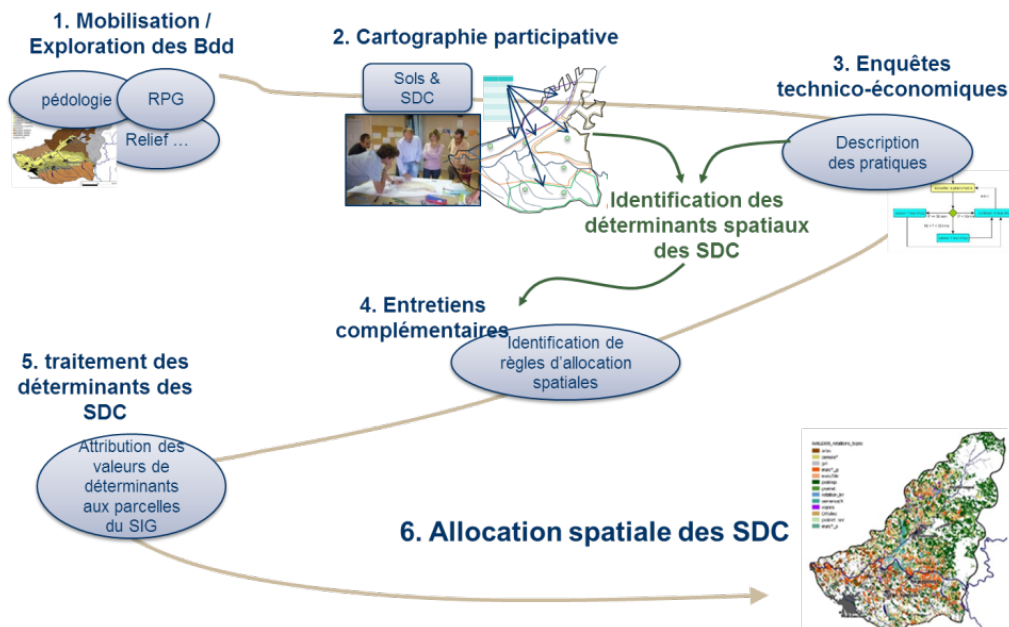 1. Mobilisation /
Exploration des Bdd
pédologie
RPG
Relief ...
2. Cartographie participative
Sols &
SDC
3. Enquêtes
technico-économiques
Description
des pratiques
Identification des
déterminants spatiaux
des SDC
4. Entretiens
complémentaires
Identification de
règles d'allocation
spatiales
5. traitement des
déterminants des
SDC
Attribution des
valeurs de
déterminants
aux parcelles
du SIG
6. Allocation spatiale des SDC